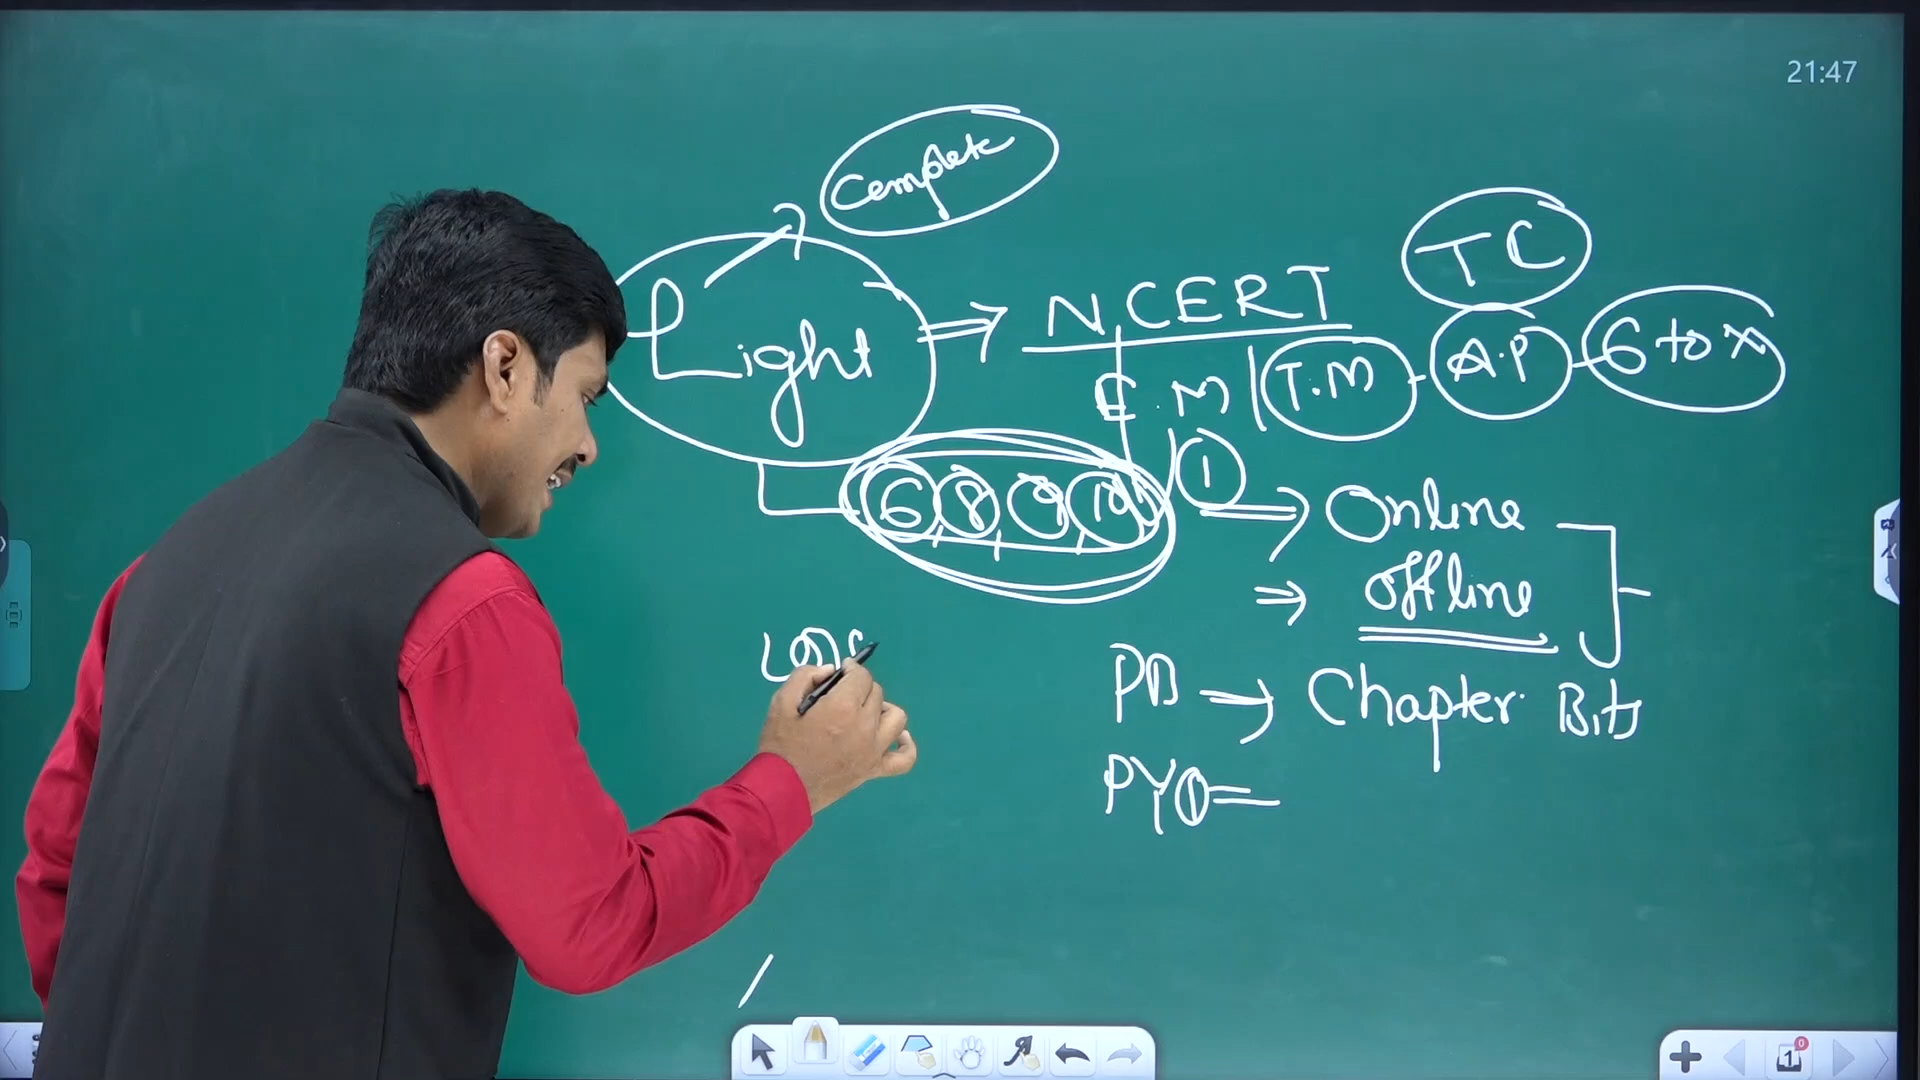 21:47
Complete
TC
Light ⇒ NCERT
E.M | T.M - A.P - 6 to X
6, 8, 9, 10 / 1 ⇒ Online
⇒ Offline
PB → Chapter Bits
PYQ =